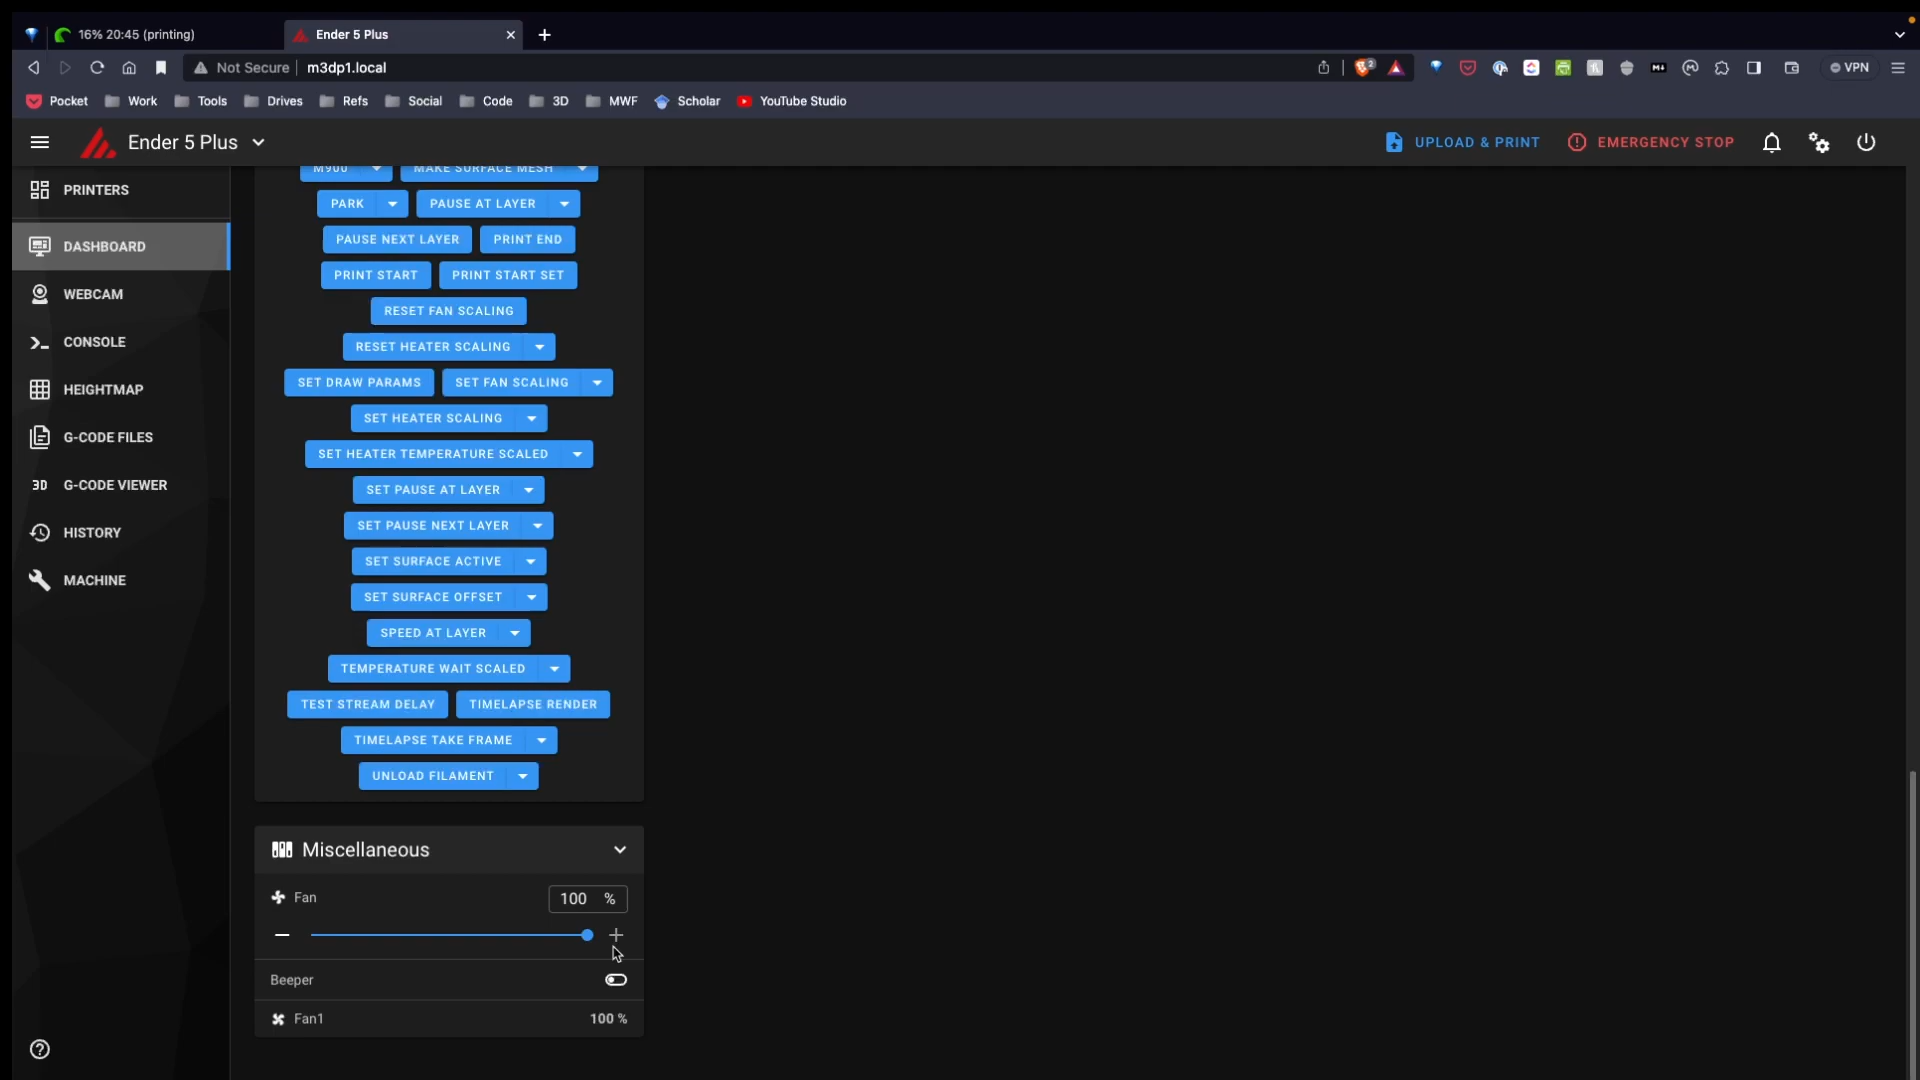 16% 20:45 (printing)
Ender 5 Plus
Not Secure
m3dp1.local
2
M↓
VPN
Pocket
Work
Tools
Drives
Refs
Social
Code
3D
MWF
Scholar
YouTube Studio
Ender 5 Plus
UPLOAD & PRINT
EMERGENCY STOP
PRINTERS
DASHBOARD
WEBCAM
CONSOLE
HEIGHTMAP
G-CODE FILES
3D G-CODE VIEWER
HISTORY
MACHINE
M900
MAKE SURFACE MESH
PARK
PAUSE AT LAYER
PAUSE NEXT LAYER
PRINT END
PRINT START
PRINT START SET
RESET FAN SCALING
RESET HEATER SCALING
SET DRAW PARAMS
SET FAN SCALING
SET HEATER SCALING
SET HEATER TEMPERATURE SCALED
SET PAUSE AT LAYER
SET PAUSE NEXT LAYER
SET SURFACE ACTIVE
SET SURFACE OFFSET
SPEED AT LAYER
TEMPERATURE WAIT SCALED
TEST STREAM DELAY
TIMELAPSE RENDER
TIMELAPSE TAKE FRAME
UNLOAD FILAMENT
Miscellaneous
Fan
100 %
Beeper
Fan1
100 %